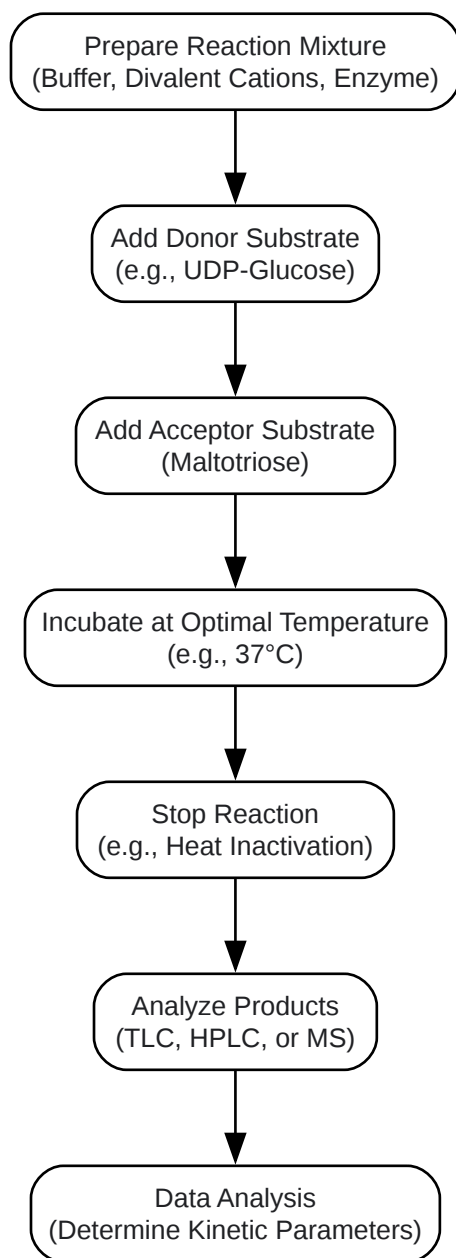 Prepare Reaction Mixture
(Buffer, Divalent Cations, Enzyme)
Add Donor Substrate
(e.g., UDP-Glucose)
Add Acceptor Substrate
(Maltotriose)
Incubate at Optimal Temperature
(e.g., 37°C)
Stop Reaction
(e.g., Heat Inactivation)
Analyze Products
(TLC, HPLC, or MS)
Data Analysis
(Determine Kinetic Parameters)